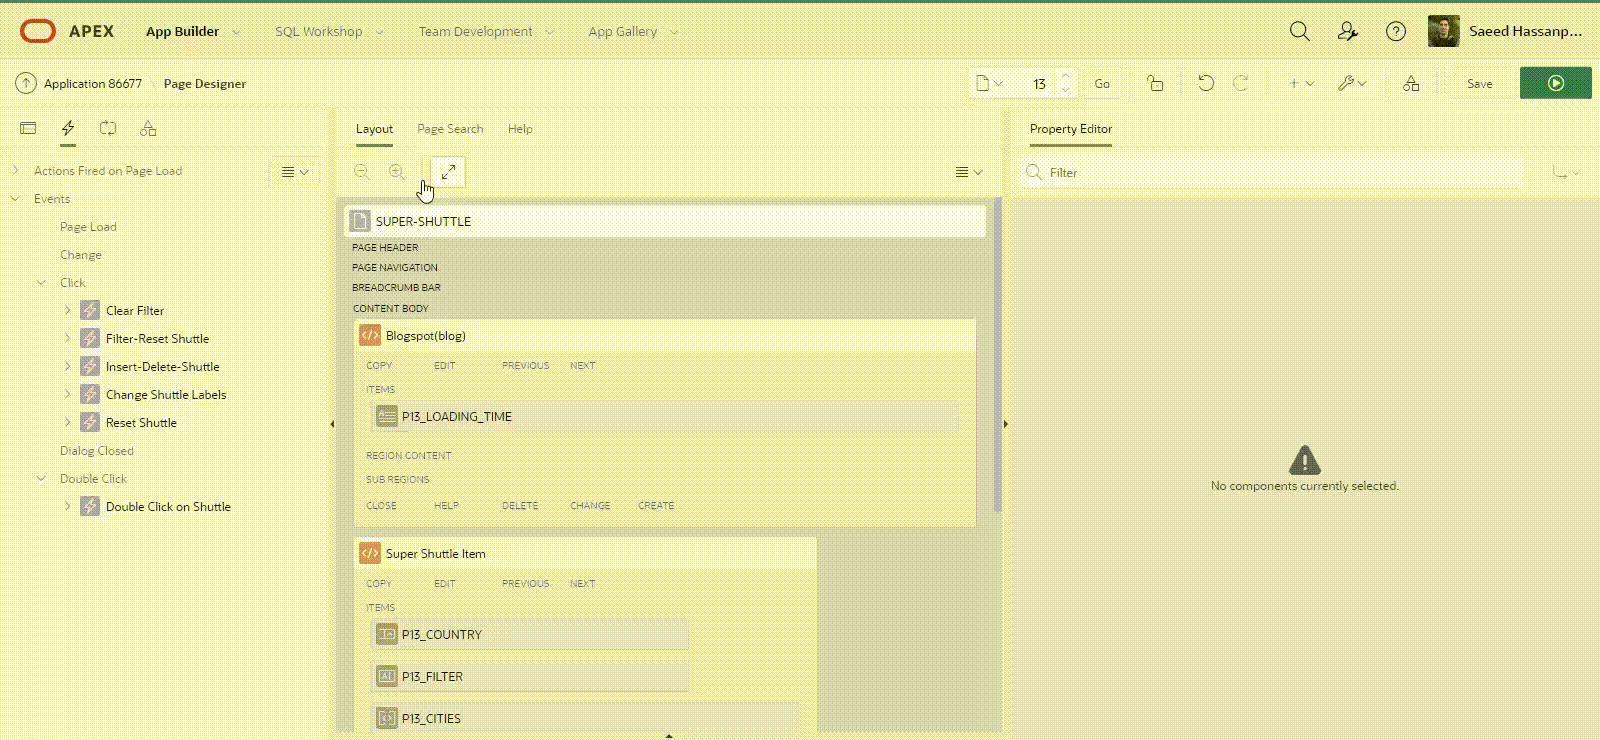 APEX App Builder SQL Workshop Team Development App Gallery Saeed Hassanp...
Application 86677 \ Page Designer 13 Go Save
Layout Page Search Help
Property Editor
Filter
Actions Fired on Page Load
Events
Page Load
Change
Click
Clear Filter
Filter-Reset Shuttle
Insert-Delete-Shuttle
Change Shuttle Labels
Reset Shuttle
Dialog Closed
Double Click
Double Click on Shuttle
SUPER-SHUTTLE
PAGE HEADER
PAGE NAVIGATION
BREADCRUMB BAR
CONTENT BODY
Blogspot(blog)
COPY EDIT PREVIOUS NEXT
ITEMS
P13_LOADING_TIME
REGION CONTENT
SUB REGIONS
CLOSE HELP DELETE CHANGE CREATE
Super Shuttle Item
COPY EDIT PREVIOUS NEXT
ITEMS
P13_COUNTRY
P13_FILTER
P13_CITIES
No components currently selected.